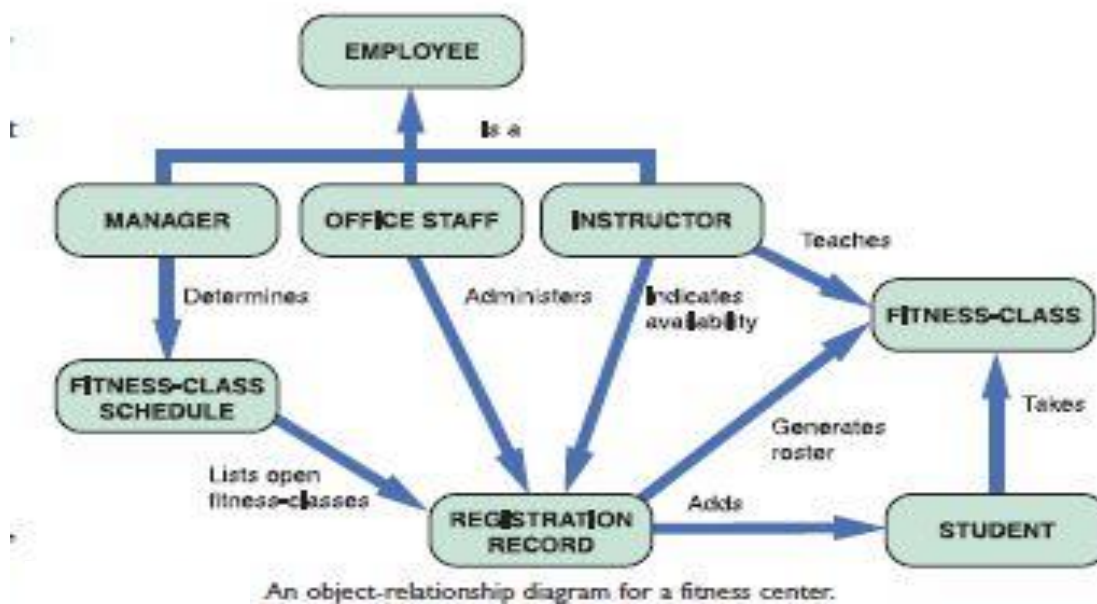 EMPLOYEE
t
Is a
MANAGER
OFFICE STAFF
INSTRUCTOR
Teaches
Determines
Administers
Indicates
availability
FITNESS-CLASS
FITNESS-CLASS
SCHEDULE
Takes
Generates
roster
Lists open
fitness-classes
REGISTRATION
RECORD
Adds
STUDENT
An object-relationship diagram for a fitness center.